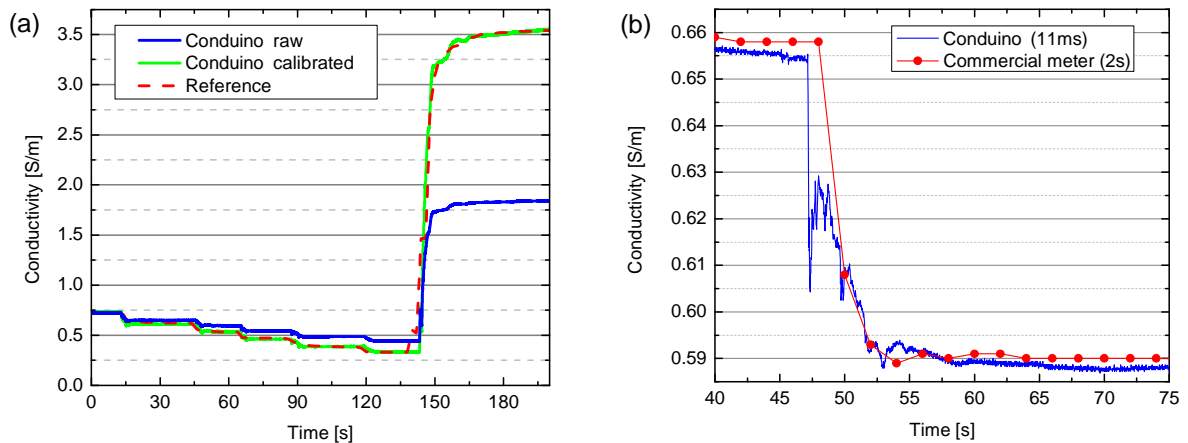 (a)
Conduino raw
Conduino calibrated
Reference
3.5
3.0
2.5
2.0
1.5
1.0
0.5
0.0
Conductivity [S/m]
0 30 60 90 120 150 180
Time [s]
(b)
Conduino (11ms)
Commercial meter (2s)
0.66
0.65
0.64
0.63
0.62
0.61
0.60
0.59
Conductivity [S/m]
40 45 50 55 60 65 70 75
Time [s]